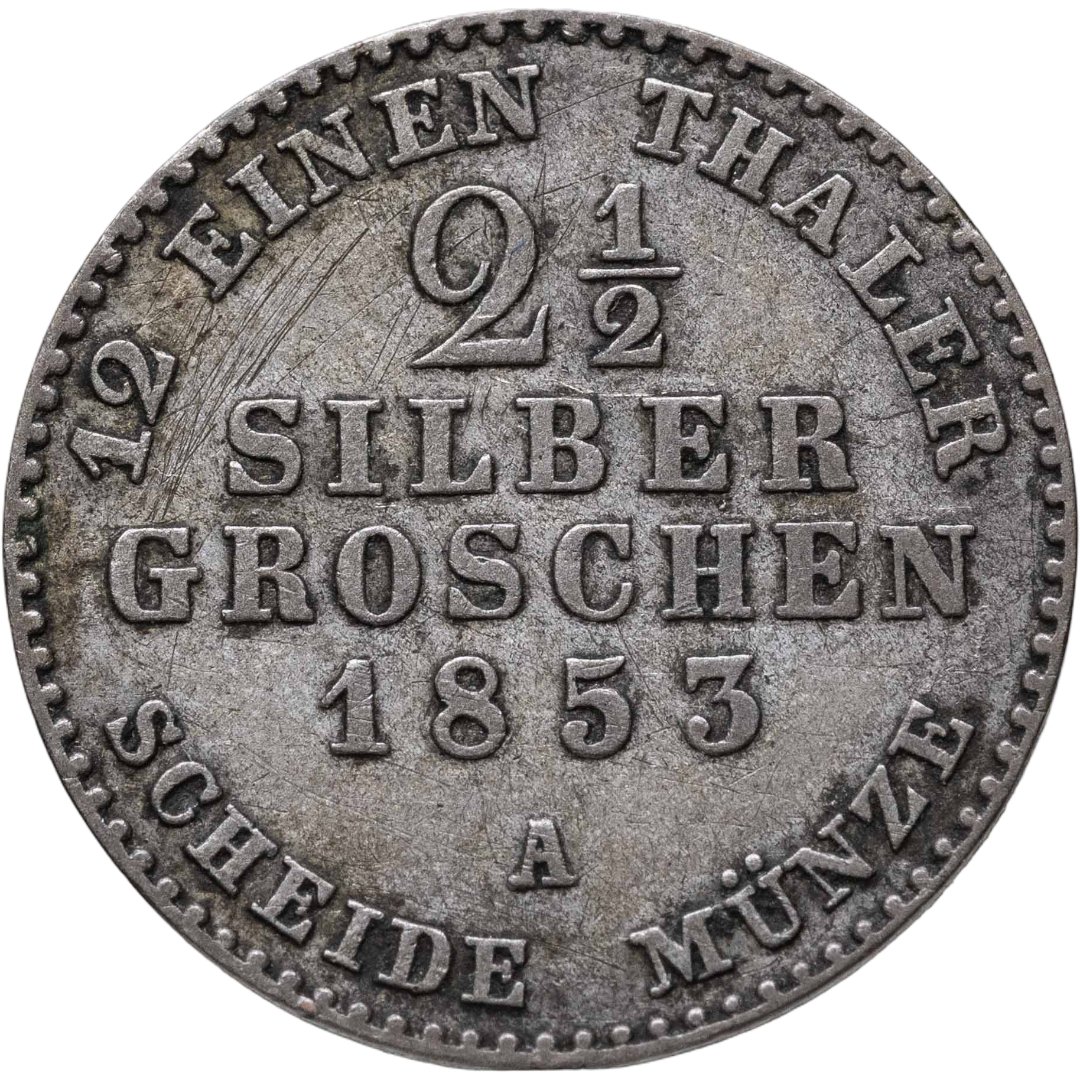 12 EINEN THALER
2 1/2
SILBER
GROSCHEN
1853
A
SCHEIDE MÜNZE